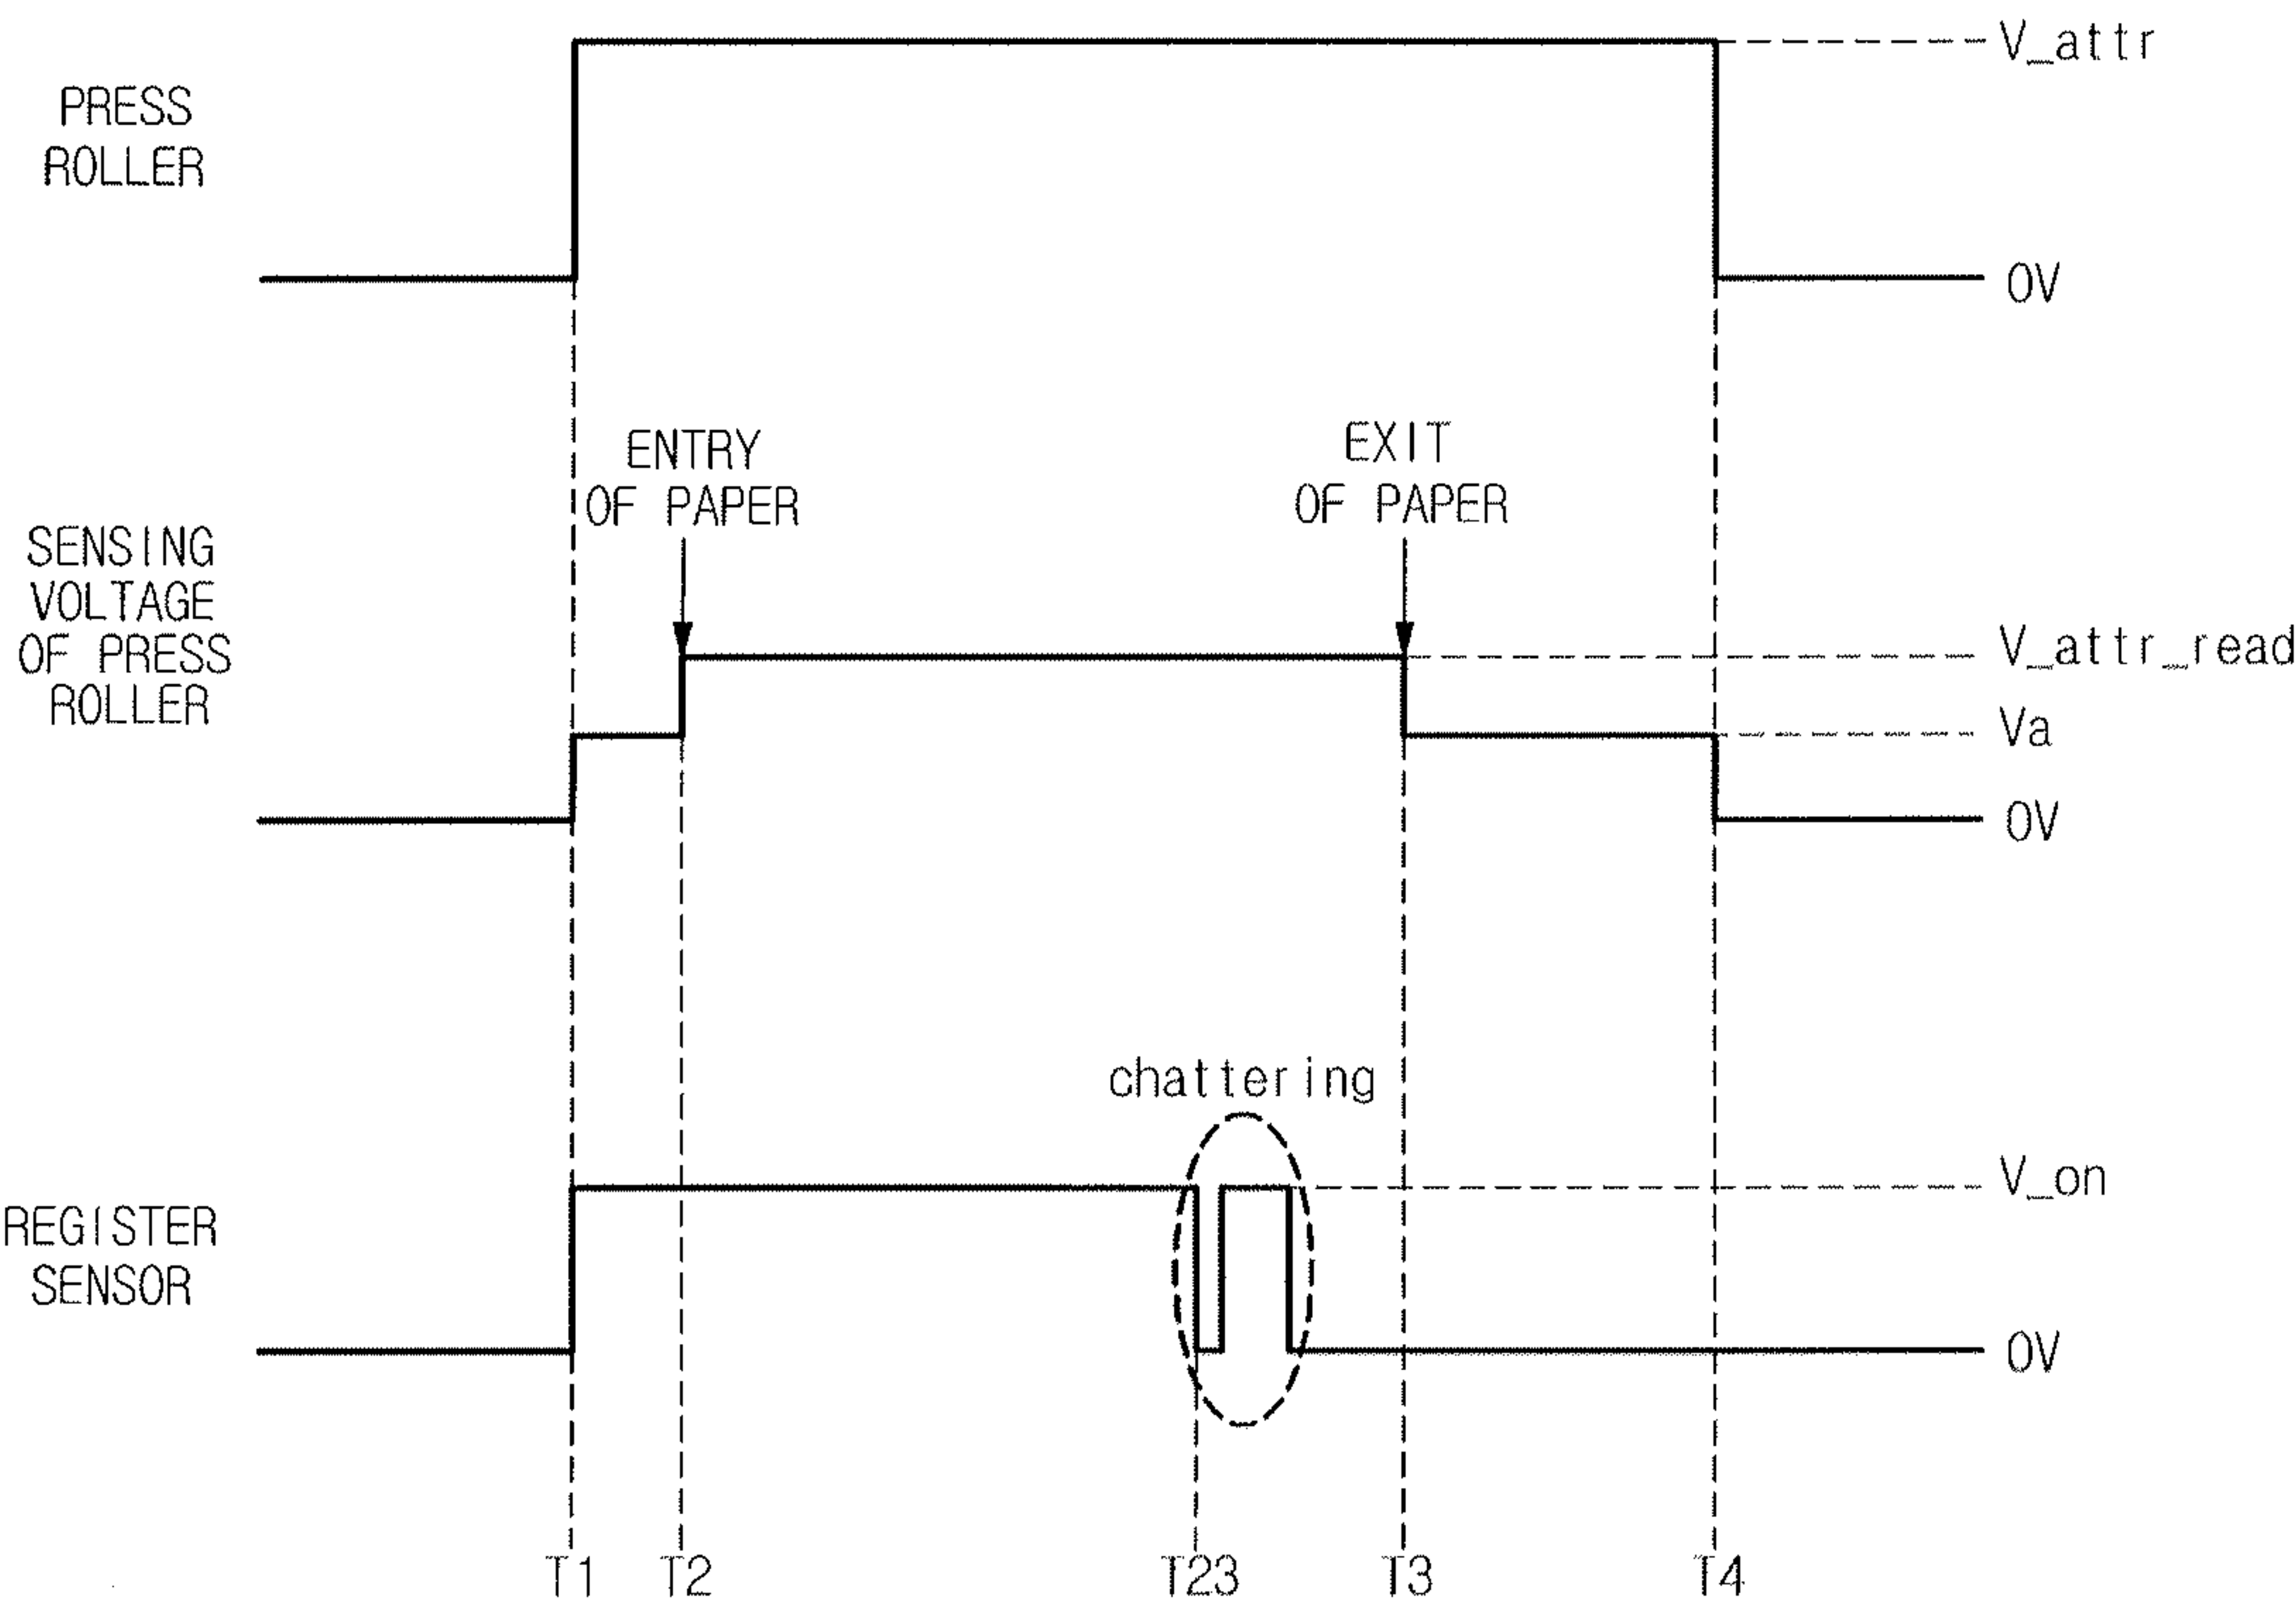 V_attr
PRESS
ROLLER
0V
ENTRY
OF PAPER
EXIT
OF PAPER
SENSING
VOLTAGE
OF PRESS
ROLLER
V_attr_read
Va
0V
chattering
V_on
REGISTER
SENSOR
0V
T1 T2 T23 T3 T4